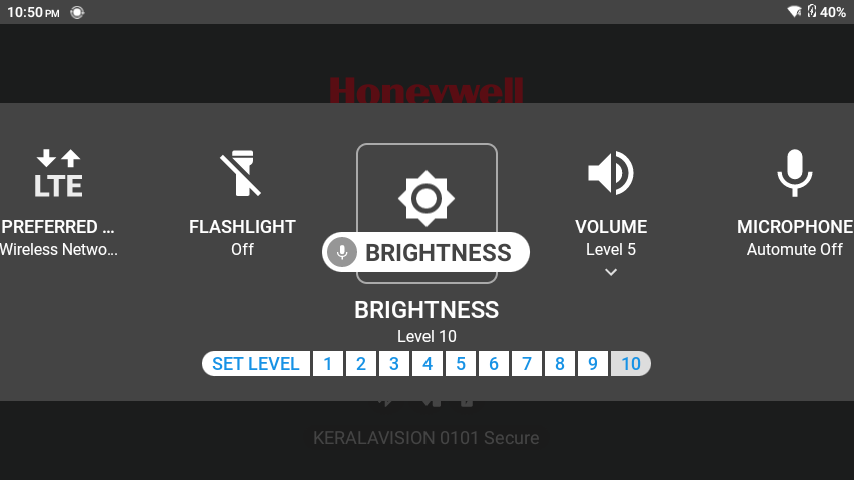 10:50 PM
40%
Honeywell
LTE
PREFERRED ...
Wireless Netwo...
FLASHLIGHT
Off
BRIGHTNESS
VOLUME
Level 5
MICROPHONE
Automute Off
BRIGHTNESS
Level 10
SET LEVEL 1 2 3 4 5 6 7 8 9 10
KERALAVISION 0101 Secure